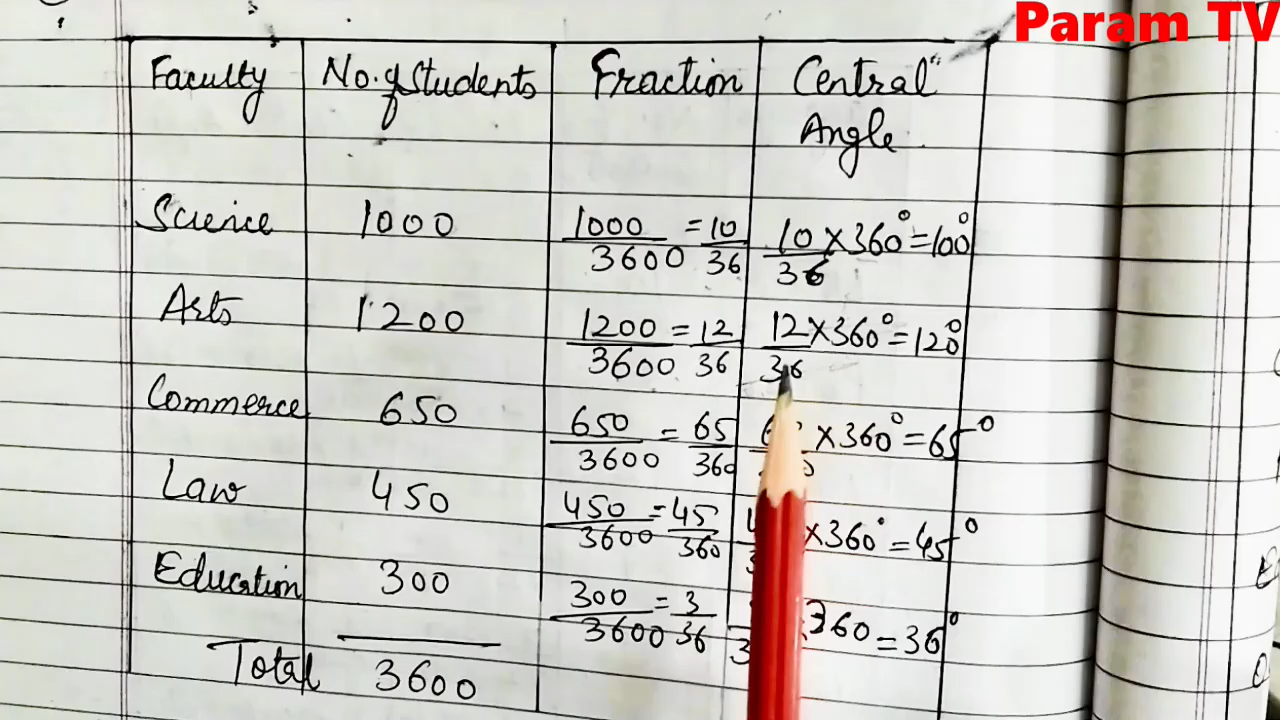 Param TV
Faculty No. of Students Fraction Central Angle
Science 1000 1000/3600 = 10/36 10/36 X 360° = 100°
Arts 1200 1200/3600 = 12/36 12/36 X 360° = 120°
Commerce 650 650/3600 = 65/360 X 360° = 65°
Law 450 450/3600 = 45/360 X 360° = 45°
Education 300 300/3600 = 3/36 360 = 36°
Total 3600